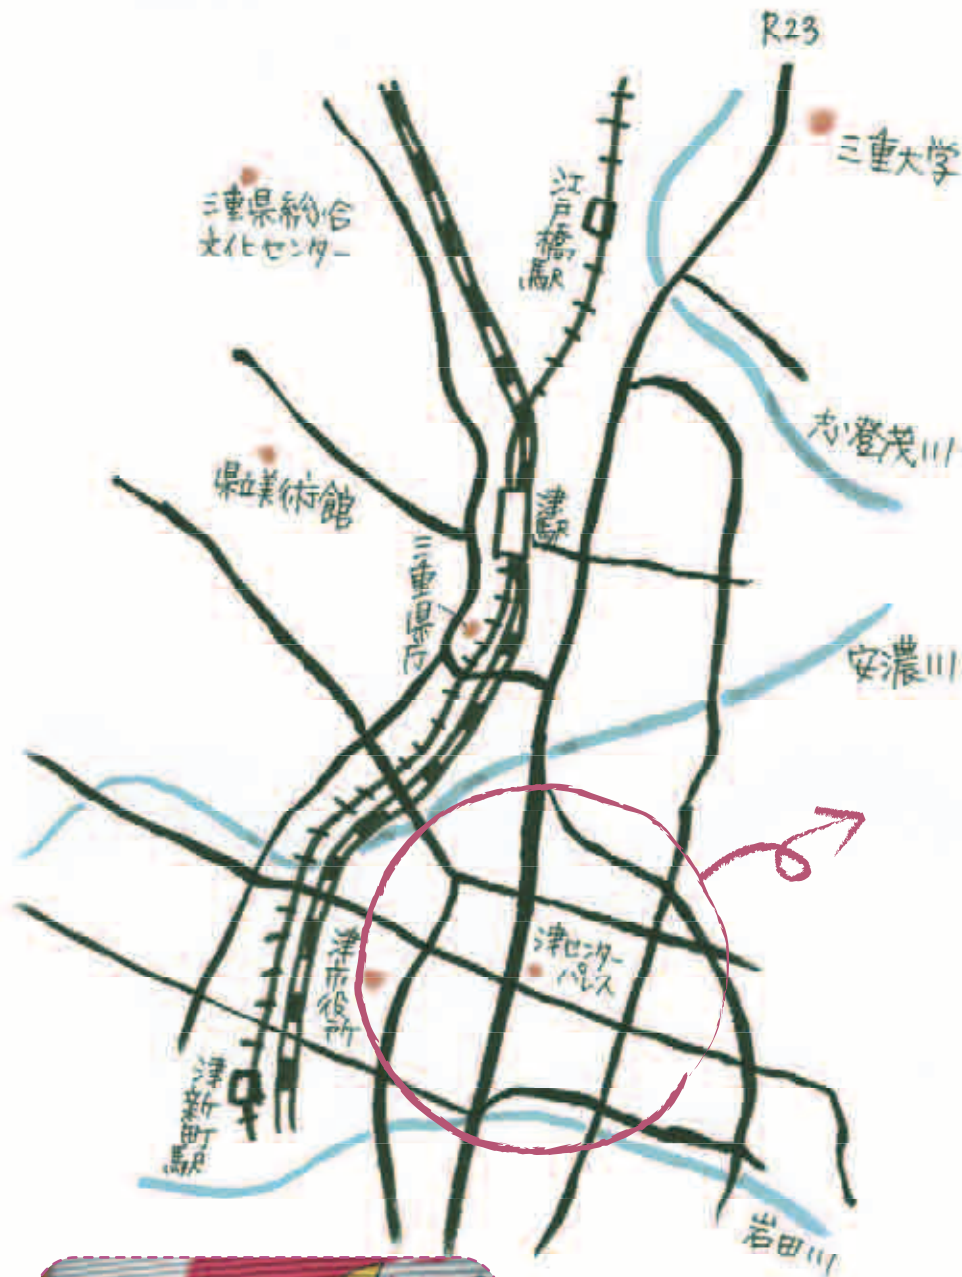 R23
三重大学
三重県総合
文化センター
江戸橋駅
志登茂川
県立美術館
津駅
三重県庁
安濃川
津センター
パレス
津市役所
津新町駅
岩田川